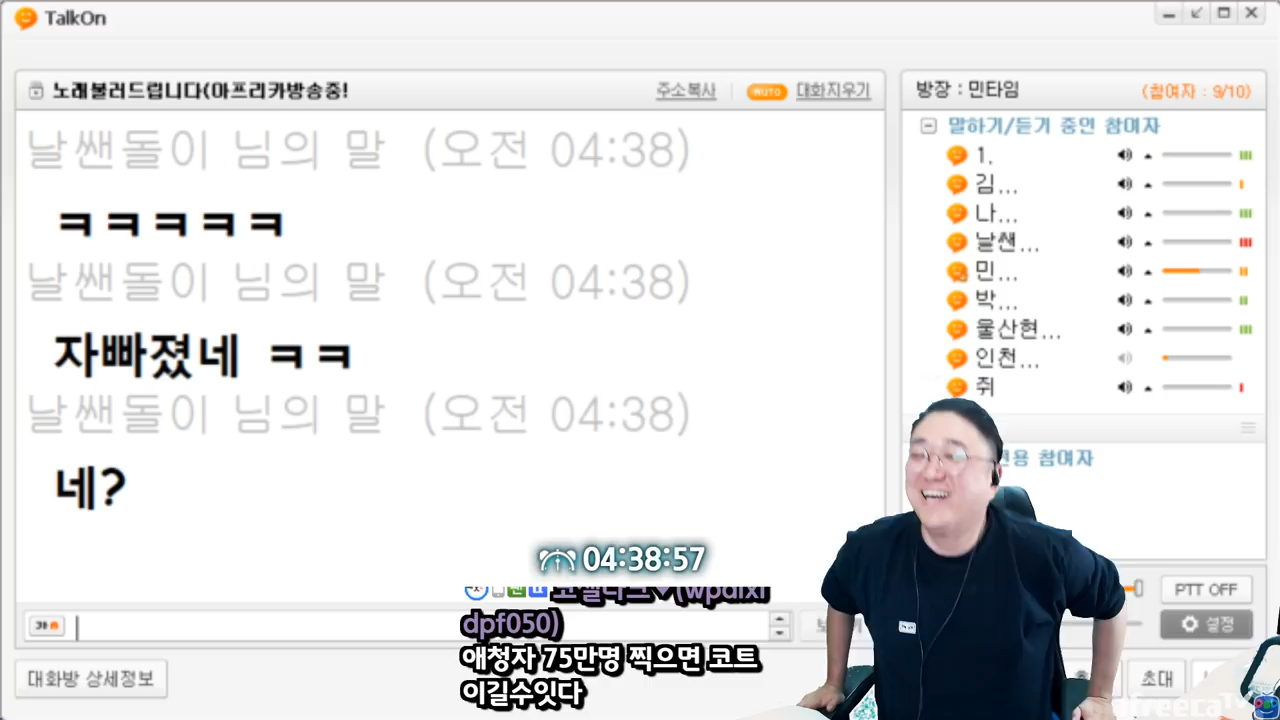 TalkOn
노래불러드립니다(아프리카방송중!
주소복사
AUTO
대화지우기
날쌘돌이 님의 말 (오전 04:38)
ㅋㅋㅋㅋㅋ
날쌘돌이 님의 말 (오전 04:38)
자빠졌네 ㅋㅋ
날쌘돌이 님의 말 (오전 04:38)
네?
방장 : 민타임
(참여자 : 9/10)
말하기/듣기 중인 참여자
1.
김...
나...
날쌘...
민...
박...
울산현...
인천...
쥐
참여자
04:38:57
dpf050)
애청자 75만명 찍으면 코트
이길수잇다
PTT OFF
설정
가
대화방 상세정보
초대